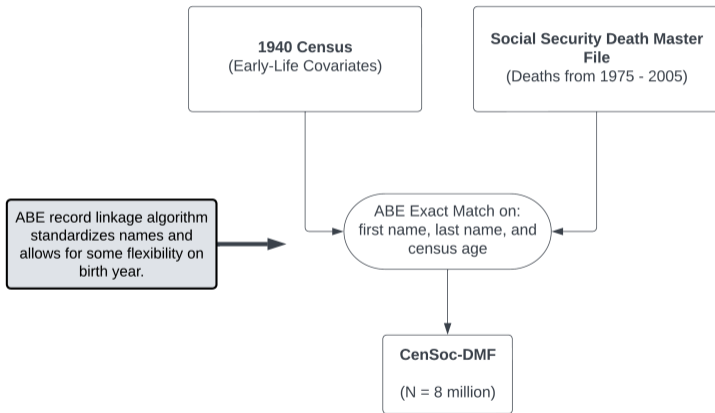 1940 Census
(Early-Life Covariates)
Social Security Death Master
File
(Deaths from 1975 - 2005)
ABE record linkage algorithm
standardizes names and
allows for some flexibility on
birth year.
ABE Exact Match on:
first name, last name, and
census age
CenSoc-DMF
(N = 8 million)